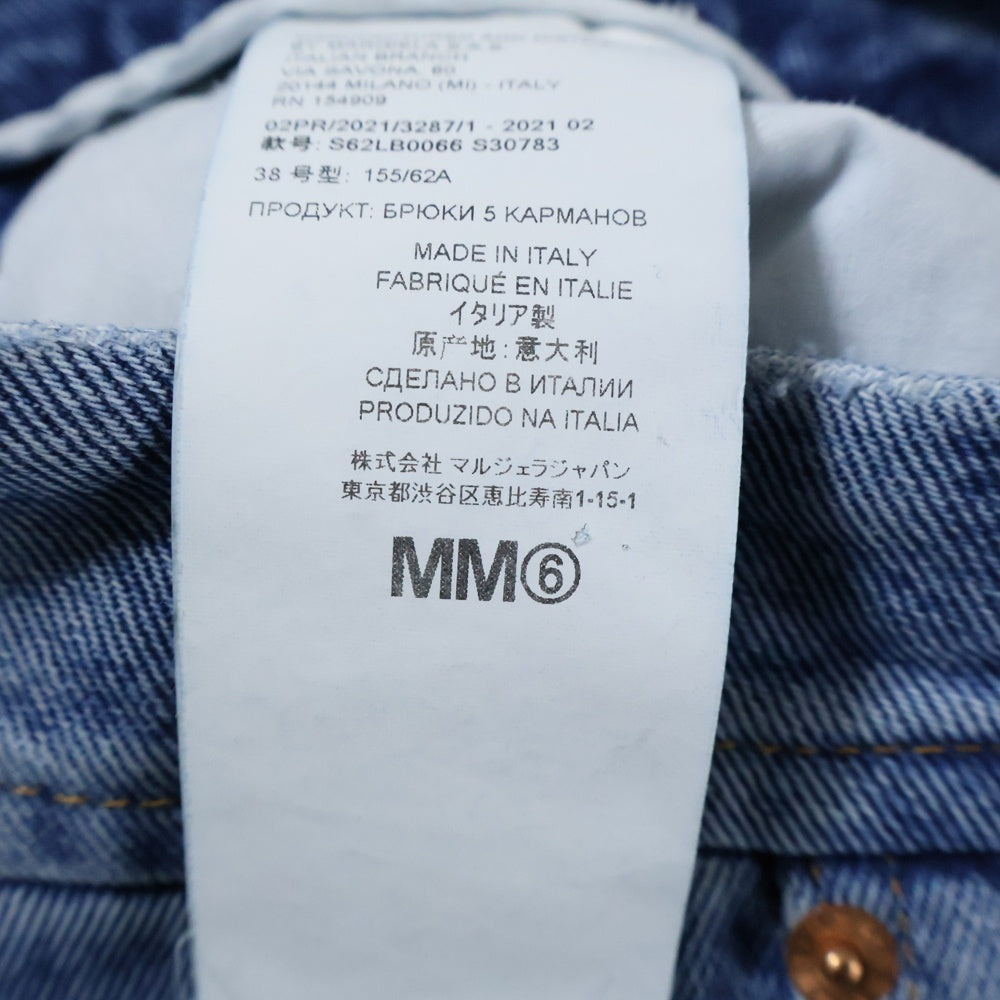 ITALIAN BRANCH
VIA SAVONA, 60
20144 MILANO (MI) - ITALY
RN 154909
02PR/2021/3287/1 - 2021 02
款号: S62LB0066 S30783
38 号型: 155/62A
ПРОДУКТ: БРЮКИ 5 КАРМАНОВ
MADE IN ITALY
FABRIQUÉ EN ITALIE
イタリア製
原产地:意大利
СДЕЛАНО В ИТАЛИИ
PRODUZIDO NA ITALIA
株式会社 マルジェラジャパン
東京都渋谷区恵比寿南1-15-1
MM⑥